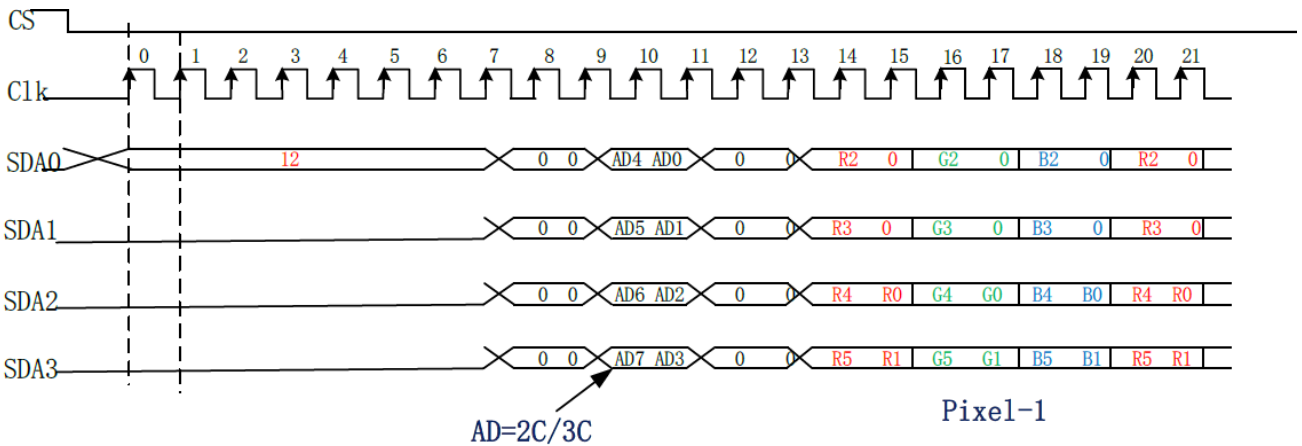 CS
0 1 2 3 4 5 6 7 8 9 10 11 12 13 14 15 16 17 18 19 20 21
Clk
SDA0 12 0 0 AD4 AD0 0 0 R2 0 G2 0 B2 0 R2 0
SDA1 0 0 AD5 AD1 0 0 R3 0 G3 0 B3 0 R3 0
SDA2 0 0 AD6 AD2 0 0 R4 R0 G4 G0 B4 B0 R4 R0
SDA3 0 0 AD7 AD3 0 0 R5 R1 G5 G1 B5 B1 R5 R1
Pixel-1
AD=2C/3C